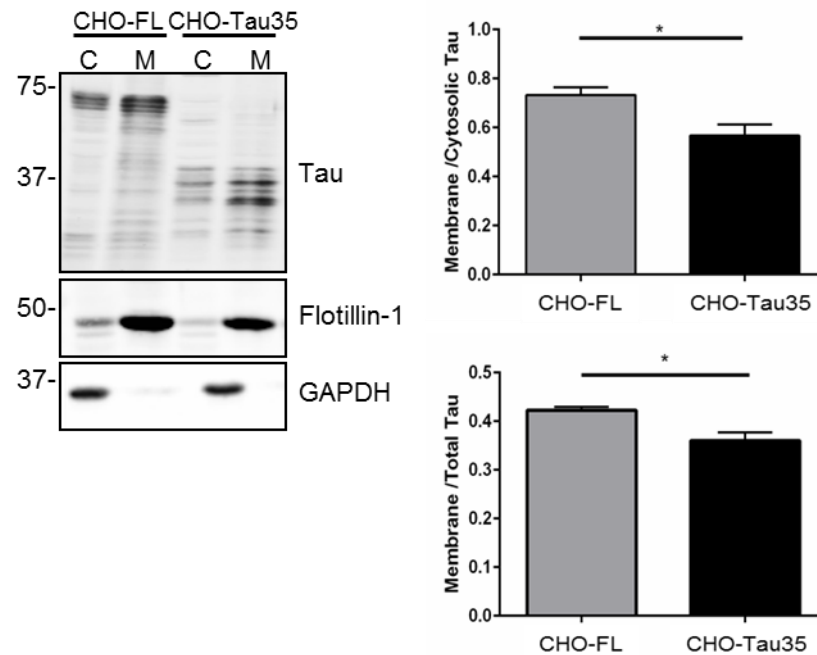 CHO-FL CHO-Tau35
C M C M
75-
37-
Tau
50-
Flotillin-1
37-
GAPDH
*
Membrane /Cytosolic Tau
1.0
0.8
0.6
0.4
0.2
0.0
CHO-FL CHO-Tau35
*
Membrane /Total Tau
0.5
0.4
0.3
0.2
0.1
0.0
CHO-FL CHO-Tau35